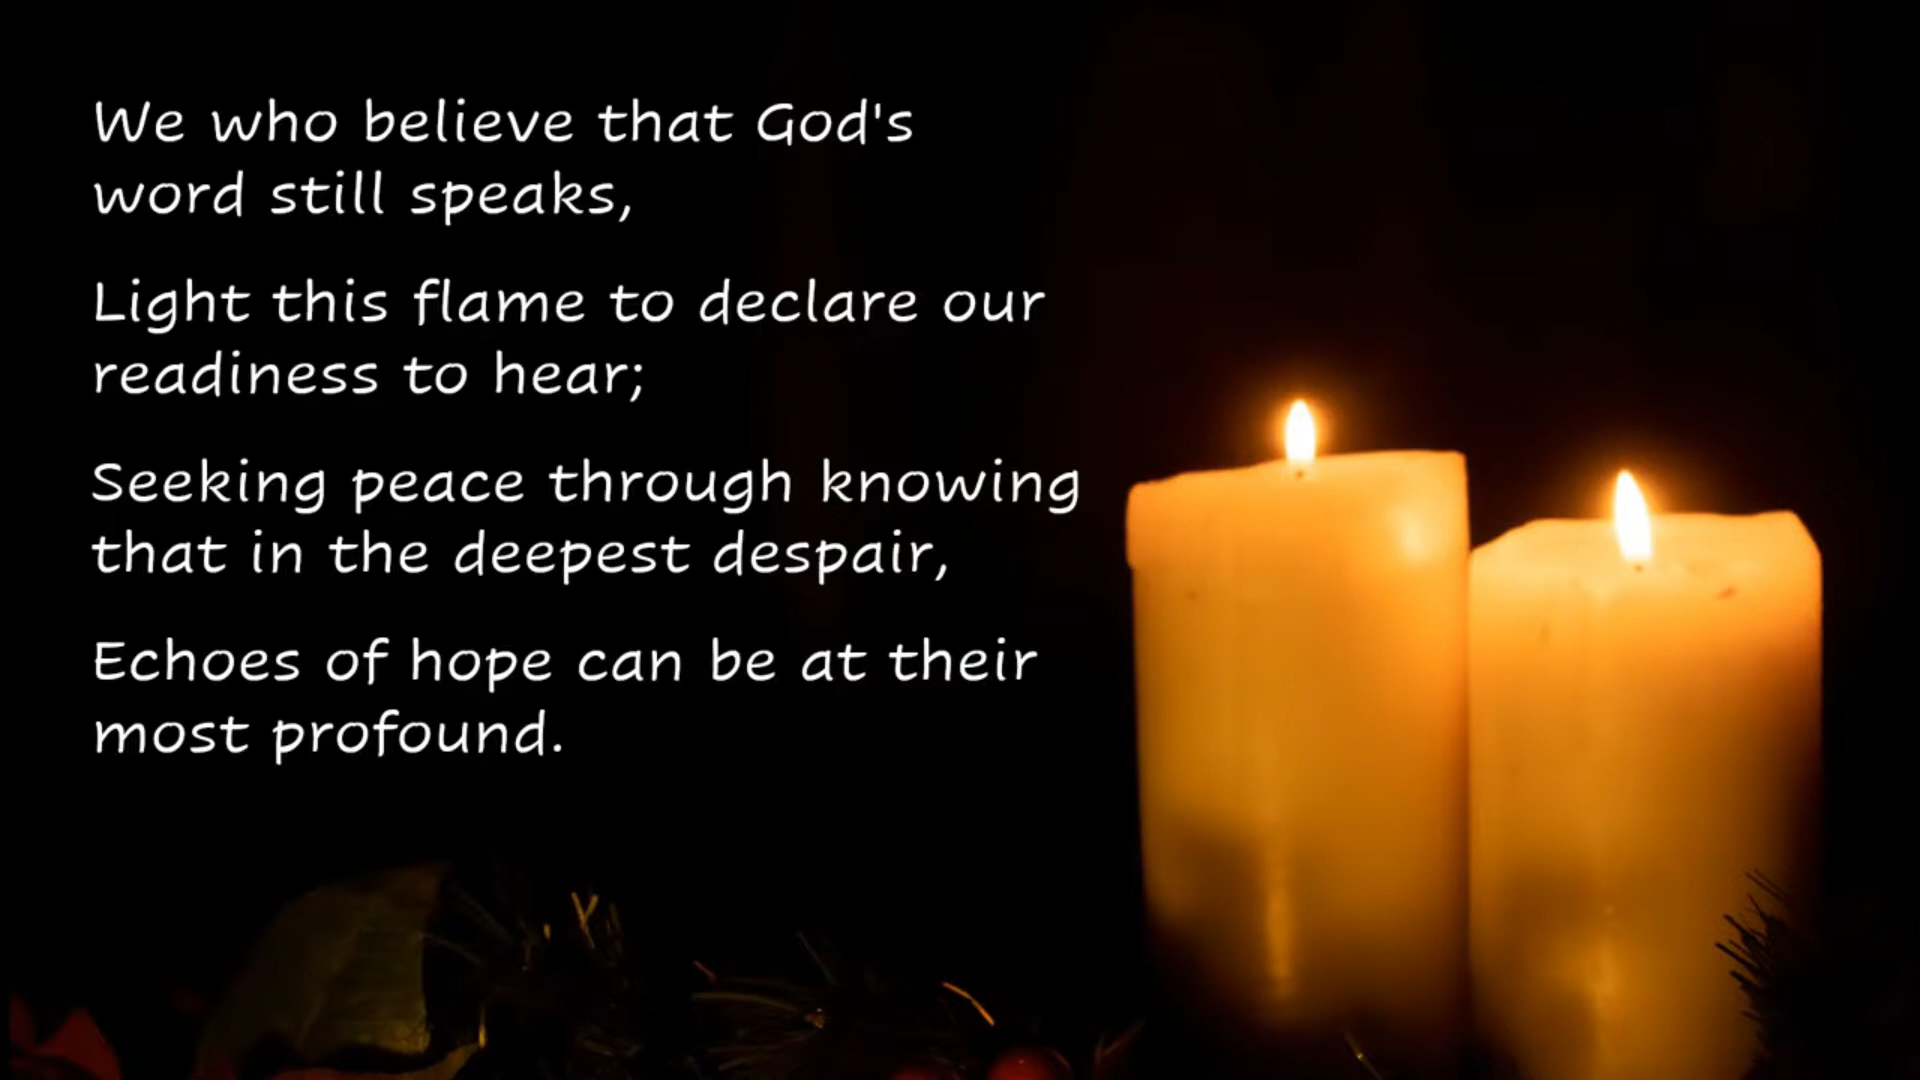 We who believe that God's
word still speaks,
Light this flame to declare our
readiness to hear;
Seeking peace through knowing
that in the deepest despair,
Echoes of hope can be at their
most profound.